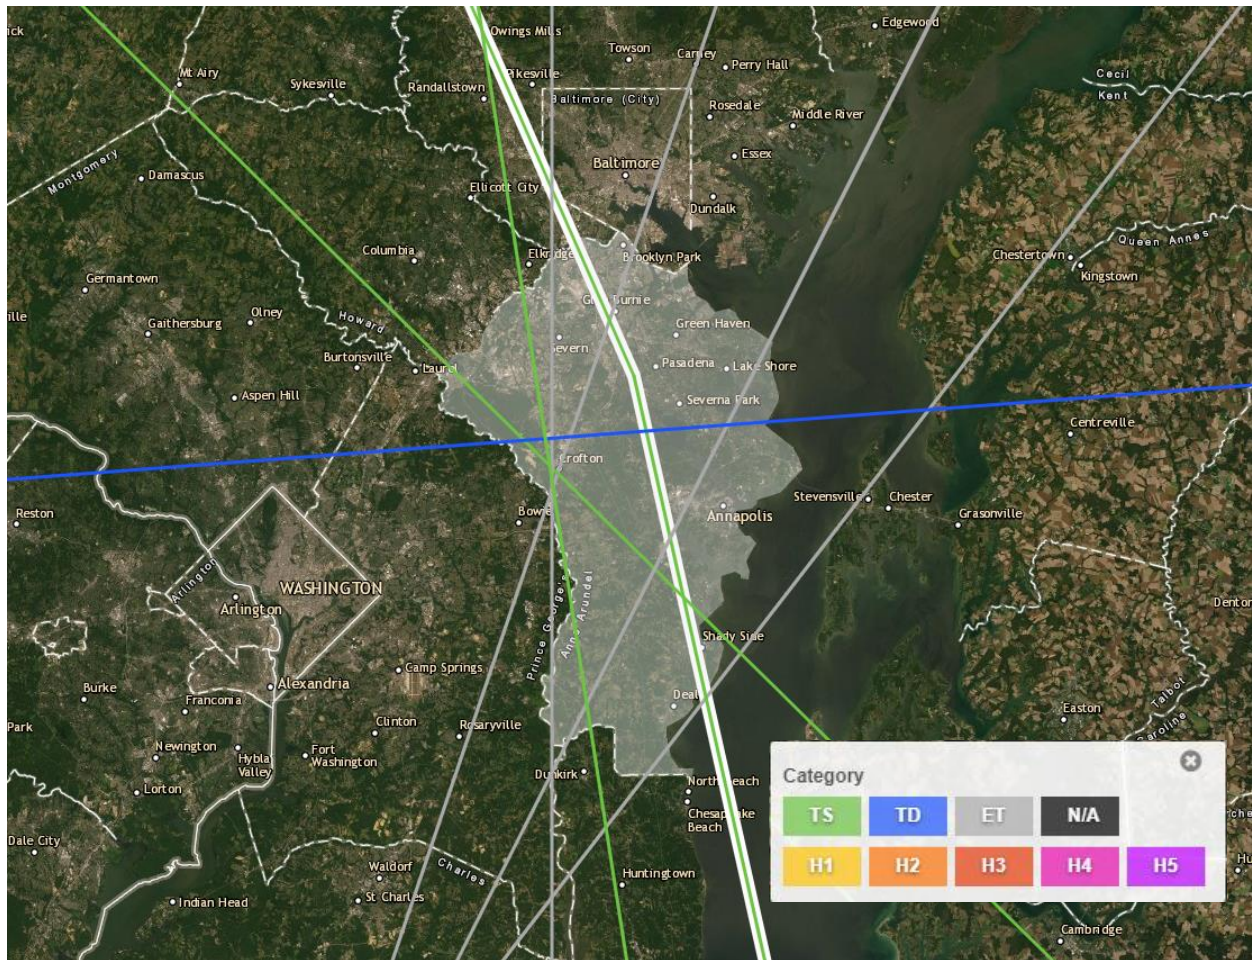 ick
Owings Mills
Towson
Carney
Edgewood
Mt Airy
Sykesville
Randallstown
Pikesville
Perry Hall
Cecil
Kent
Baltimore (City)
Rosedale
Middle River
Montgomery
Damascus
Baltimore
Essex
Ellicott City
Dundalk
Columbia
Elkridge
Brooklyn Park
Queen Annes
Chestertown
Kingstown
Germantown
Glen Burnie
ville
Olney
Howard
Gaithersburg
Green Haven
Severn
Burtonsville
Laurel
Pasadena
Lake Shore
Aspen Hill
Severna Park
Centreville
Crofton
Reston
Bowie
Annapolis
Stevensville
Chester
Grasonville
Arlington
WASHINGTON
Arlington
Prince George's
Anne Arundel
Denton
Shady Side
Camp Springs
Alexandria
Burke
Franconia
Deale
Talbot
Caroline
Easton
Park
Clinton
Rosaryville
Newington
Hybla
Valley
Fort
Washington
Dunkirk
North Beach
Lorton
Chesapeake
Beach
Dale City
Waldorf
Charles
Huntingtown
Indian Head
St Charles
Cambridge
Category
TS
TD
ET
N/A
H1
H2
H3
H4
H5